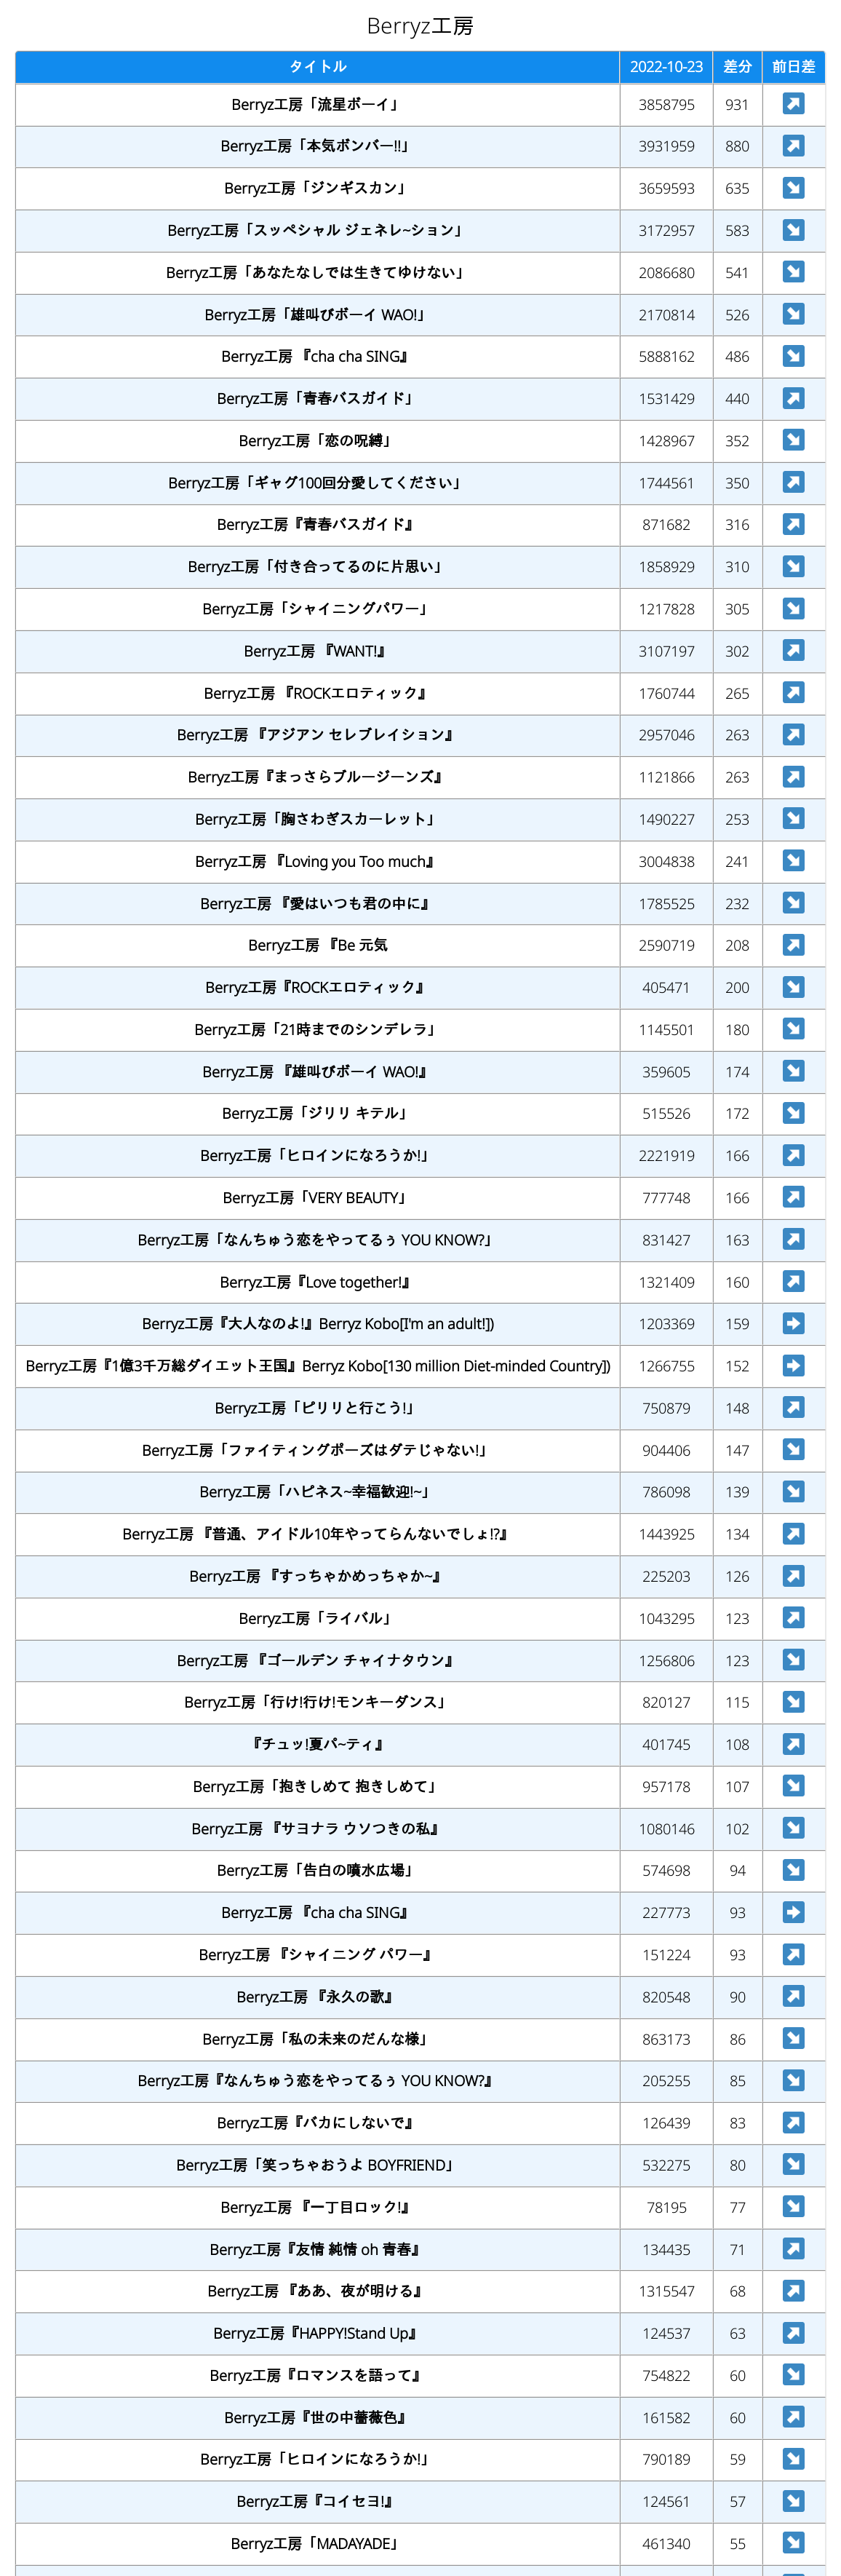 Berryz工房
タイトル 2022-10-23 差分 前日差
Berryz工房「流星ボーイ」 3858795 931 ↗
Berryz工房「本気ボンバー!!」 3931959 880 ↗
Berryz工房「ジンギスカン」 3659593 635 ↘
Berryz工房「スッペシャル ジェネレ~ション」 3172957 583 ↘
Berryz工房「あなたなしでは生きてゆけない」 2086680 541 ↘
Berryz工房「雄叫びボーイ WAO!」 2170814 526 ↘
Berryz工房 『cha cha SING』 5888162 486 ↘
Berryz工房「青春バスガイド」 1531429 440 ↗
Berryz工房「恋の呪縛」 1428967 352 ↘
Berryz工房「ギャグ100回分愛してください」 1744561 350 ↗
Berryz工房『青春バスガイド』 871682 316 ↗
Berryz工房「付き合ってるのに片思い」 1858929 310 ↘
Berryz工房「シャイニングパワー」 1217828 305 ↘
Berryz工房 『WANT!』 3107197 302 ↗
Berryz工房 『ROCKエロティック』 1760744 265 ↗
Berryz工房 『アジアン セレブレイション』 2957046 263 ↗
Berryz工房『まっさらブルージーンズ』 1121866 263 ↗
Berryz工房「胸さわぎスカーレット」 1490227 253 ↘
Berryz工房 『Loving you Too much』 3004838 241 ↘
Berryz工房 『愛はいつも君の中に』 1785525 232 ↘
Berryz工房 『Be 元気 2590719 208 ↗
Berryz工房『ROCKエロティック』 405471 200 ↘
Berryz工房「21時までのシンデレラ」 1145501 180 ↘
Berryz工房 『雄叫びボーイ WAO!』 359605 174 ↘
Berryz工房「ジリリ キテル」 515526 172 ↘
Berryz工房「ヒロインになろうか!」 2221919 166 ↗
Berryz工房「VERY BEAUTY」 777748 166 ↗
Berryz工房「なんちゅう恋をやってるぅ YOU KNOW?」 831427 163 ↗
Berryz工房『Love together!』 1321409 160 ↗
Berryz工房『大人なのよ!』Berryz Kobo[I'm an adult!]) 1203369 159 ➡
Berryz工房『1億3千万総ダイエット王国』Berryz Kobo[130 million Diet-minded Country]) 1266755 152 ➡
Berryz工房「ピリリと行こう!」 750879 148 ↗
Berryz工房「ファイティングポーズはダテじゃない!」 904406 147 ↘
Berryz工房「ハピネス~幸福歓迎!~」 786098 139 ↘
Berryz工房 『普通、アイドル10年やってらんないでしょ!?』 1443925 134 ↗
Berryz工房 『すっちゃかめっちゃか~』 225203 126 ↗
Berryz工房「ライバル」 1043295 123 ↗
Berryz工房 『ゴールデン チャイナタウン』 1256806 123 ↘
Berryz工房「行け!行け!モンキーダンス」 820127 115 ↘
『チュッ!夏パ~ティ』 401745 108 ↗
Berryz工房「抱きしめて 抱きしめて」 957178 107 ↘
Berryz工房 『サヨナラ ウソつきの私』 1080146 102 ↘
Berryz工房「告白の噴水広場」 574698 94 ↘
Berryz工房 『cha cha SING』 227773 93 ➡
Berryz工房 『シャイニング パワー』 151224 93 ↗
Berryz工房 『永久の歌』 820548 90 ↗
Berryz工房「私の未来のだんな様」 863173 86 ↘
Berryz工房『なんちゅう恋をやってるぅ YOU KNOW?』 205255 85 ↘
Berryz工房『バカにしないで』 126439 83 ↗
Berryz工房「笑っちゃおうよ BOYFRIEND」 532275 80 ↘
Berryz工房 『一丁目ロック!』 78195 77 ↘
Berryz工房『友情 純情 oh 青春』 134435 71 ↗
Berryz工房 『ああ、夜が明ける』 1315547 68 ↗
Berryz工房『HAPPY!Stand Up』 124537 63 ↗
Berryz工房『ロマンスを語って』 754822 60 ↘
Berryz工房『世の中薔薇色』 161582 60 ↗
Berryz工房「ヒロインになろうか!」 790189 59 ↘
Berryz工房『コイセヨ!』 124561 57 ↘
Berryz工房「MADAYADE」 461340 55 ↘